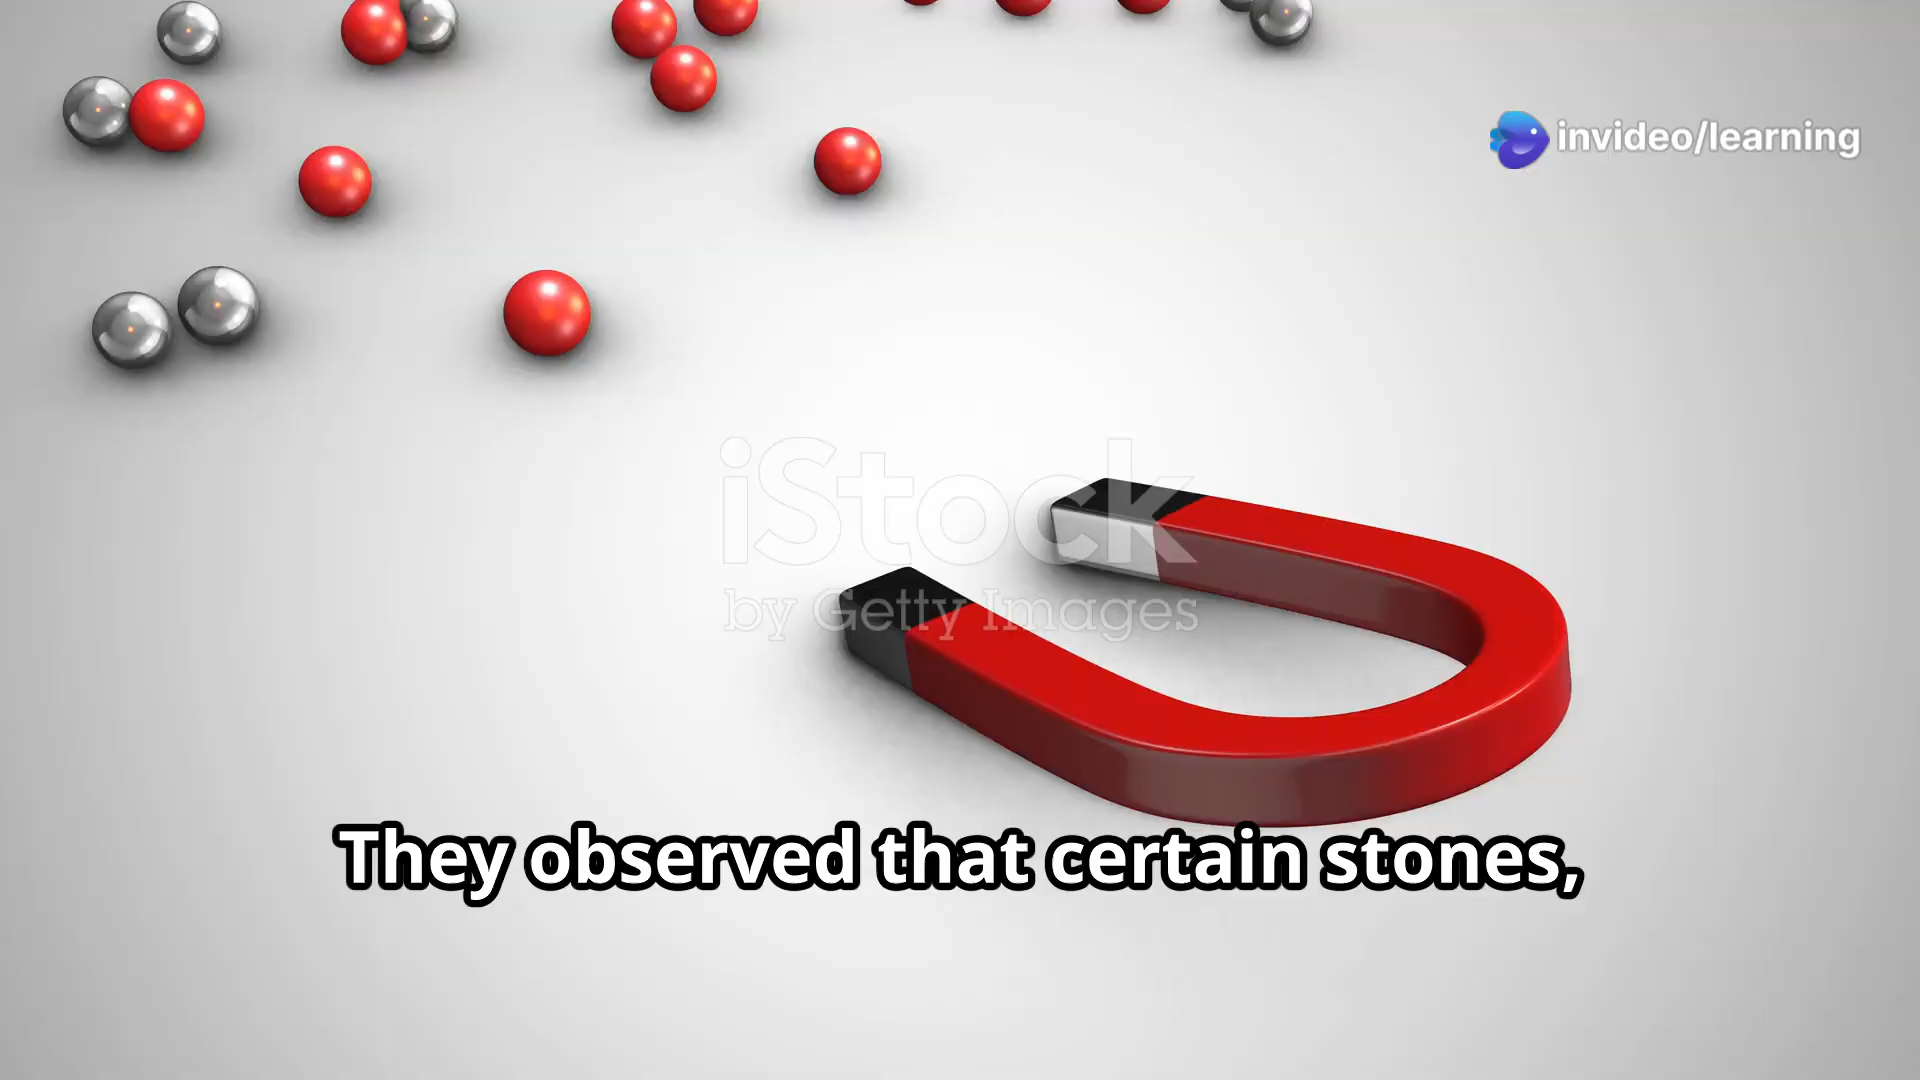 invideo/learning
iStock
by Getty Images
They observed that certain stones,